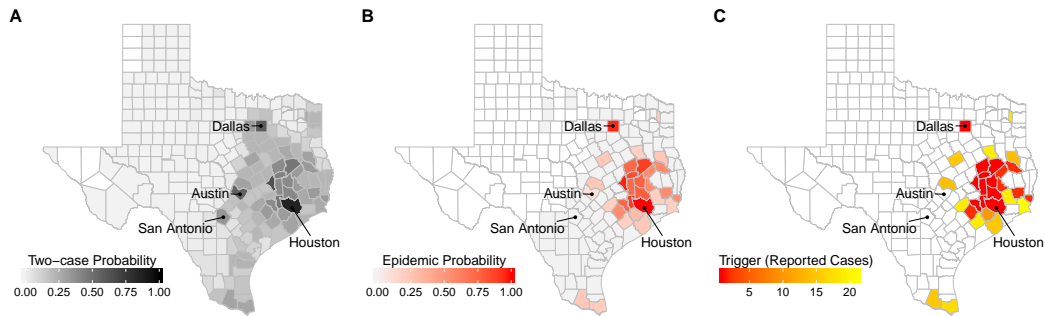 A
Dallas
Austin
San Antonio
Houston
Two-case Probability
0.00 0.25 0.50 0.75 1.00
B
Dallas
Austin
San Antonio
Houston
Epidemic Probability
0.00 0.25 0.50 0.75 1.00
C
Dallas
Austin
San Antonio
Houston
Trigger (Reported Cases)
5 10 15 20